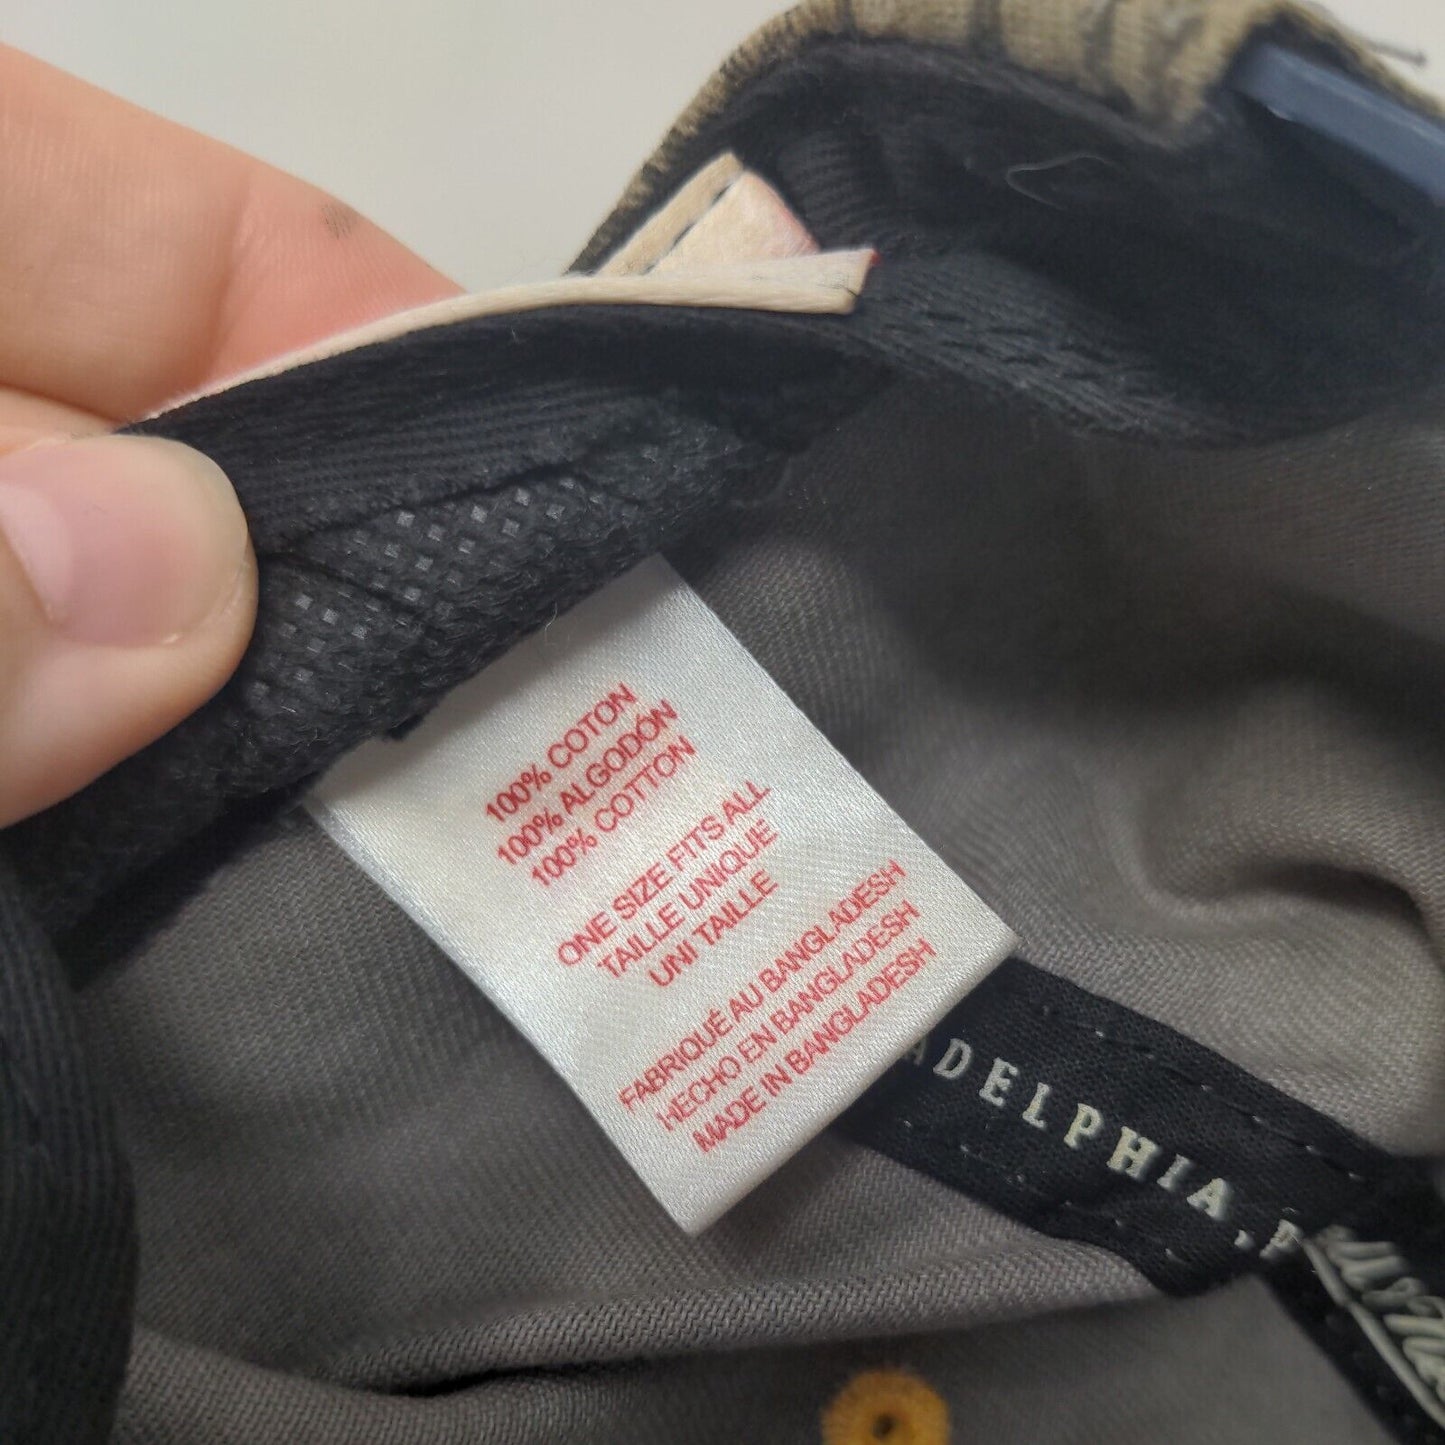 100% COTON
100% ALGODÓN
100% COTTON
ONE SIZE FITS ALL
TAILLE UNIQUE
UNI TAILLE
FABRIQUÉ AU BANGLADESH
HECHO EN BANGLADESH
MADE IN BANGLADESH
ADELPHIA, P